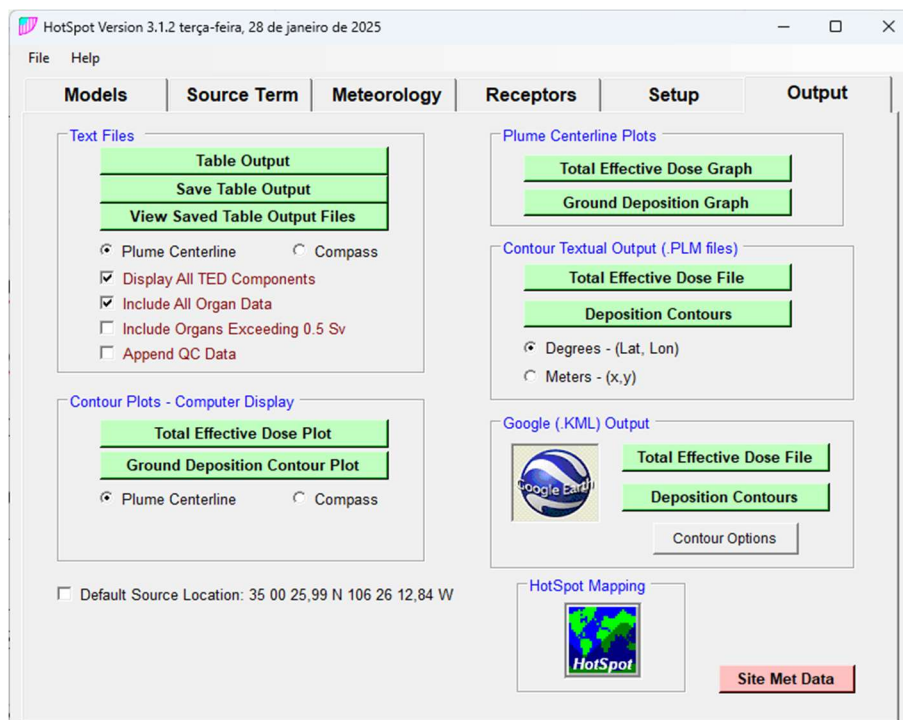 HotSpot Version 3.1.2 terça-feira, 28 de janeiro de 2025
File Help
Models Source Term Meteorology Receptors Setup Output
Text Files
Table Output
Save Table Output
View Saved Table Output Files
Plume Centerline Compass
Display All TED Components
Include All Organ Data
Include Organs Exceeding 0.5 Sv
Append QC Data
Contour Plots - Computer Display
Total Effective Dose Plot
Ground Deposition Contour Plot
Plume Centerline Compass
Default Source Location: 35 00 25,99 N 106 26 12,84 W
Plume Centerline Plots
Total Effective Dose Graph
Ground Deposition Graph
Contour Textual Output (.PLM files)
Total Effective Dose File
Deposition Contours
Degrees - (Lat, Lon)
Meters - (x,y)
Google (.KML) Output
Google Earth
Total Effective Dose File
Deposition Contours
Contour Options
HotSpot Mapping
HotSpot
Site Met Data